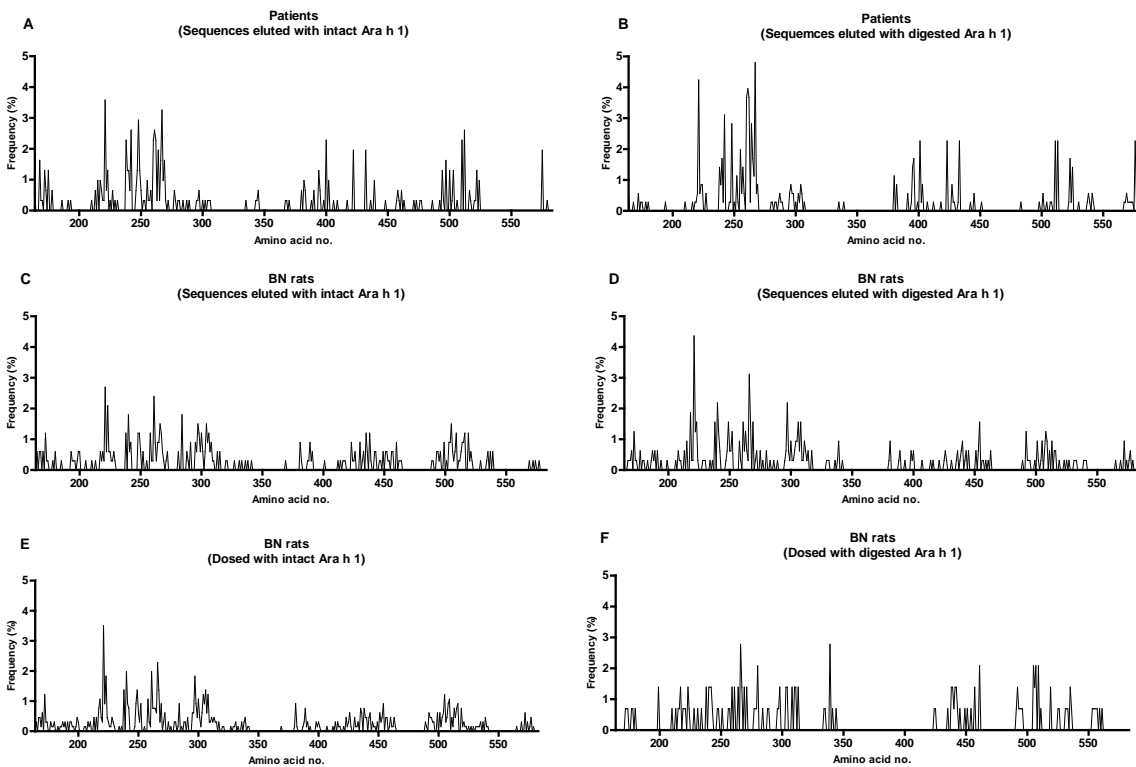 A
Patients
(Sequences eluted with intact Ara h 1)
5
4
3
2
1
0
Frequency (%)
200 250 300 350 400 450 500 550
Amino acid no.
B
Patients
(Sequemces eluted with digested Ara h 1)
5
4
3
2
1
0
Frequency (%)
200 250 300 350 400 450 500 550
Amino acid no.
C
BN rats
(Sequences eluted with intact Ara h 1)
5
4
3
2
1
0
Frequency (%)
200 250 300 350 400 450 500 550
Amino acid no.
D
BN rats
(Sequences eluted with digested Ara h 1)
5
4
3
2
1
0
Frequency (%)
200 250 300 350 400 450 500 550
Amino acid no.
E
BN rats
(Dosed with intact Ara h 1)
5
4
3
2
1
0
Frequency (%)
200 250 300 350 400 450 500 550
Amino acid no.
F
BN rats
(Dosed with digested Ara h 1)
5
4
3
2
1
0
Frequency (%)
200 250 300 350 400 450 500 550
Amino acid no.